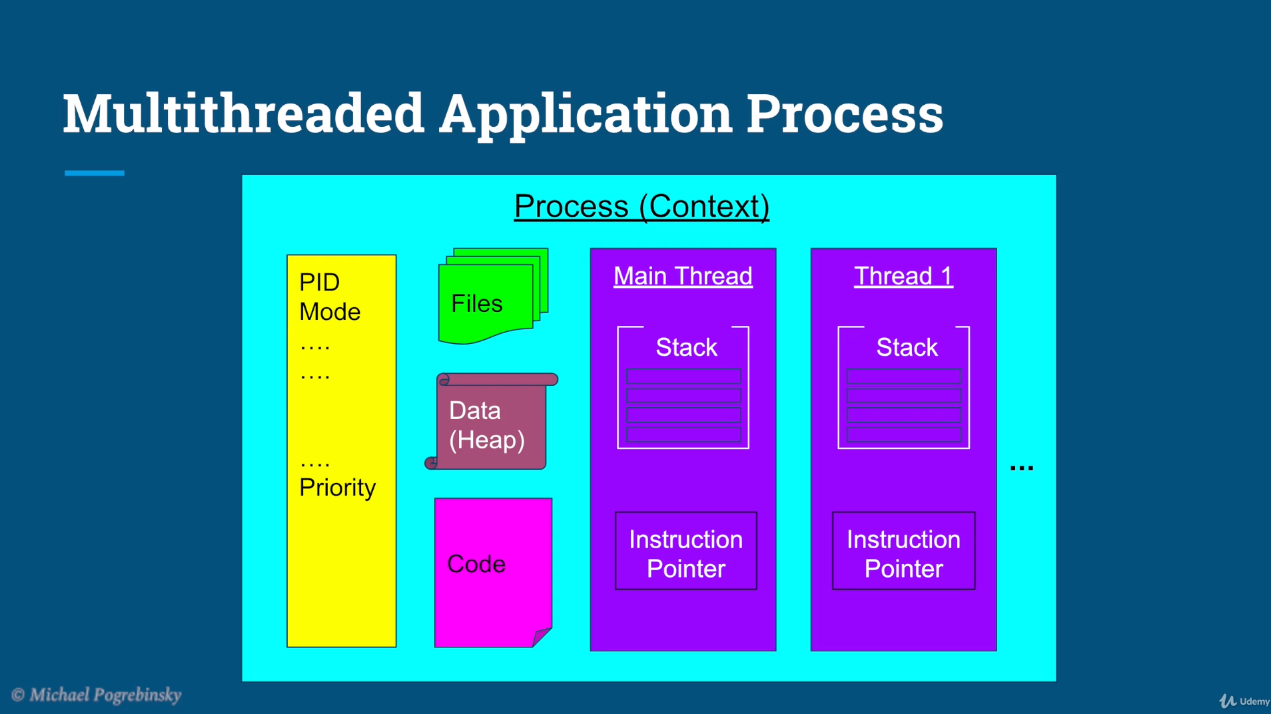 Multithreaded Application Process
Process (Context)
PID
Mode
....
....
....
Priority
Files
Data
(Heap)
Code
Main Thread
Stack
Instruction
Pointer
Thread 1
Stack
Instruction
Pointer
...
© Michael Pogrebinsky
Udemy